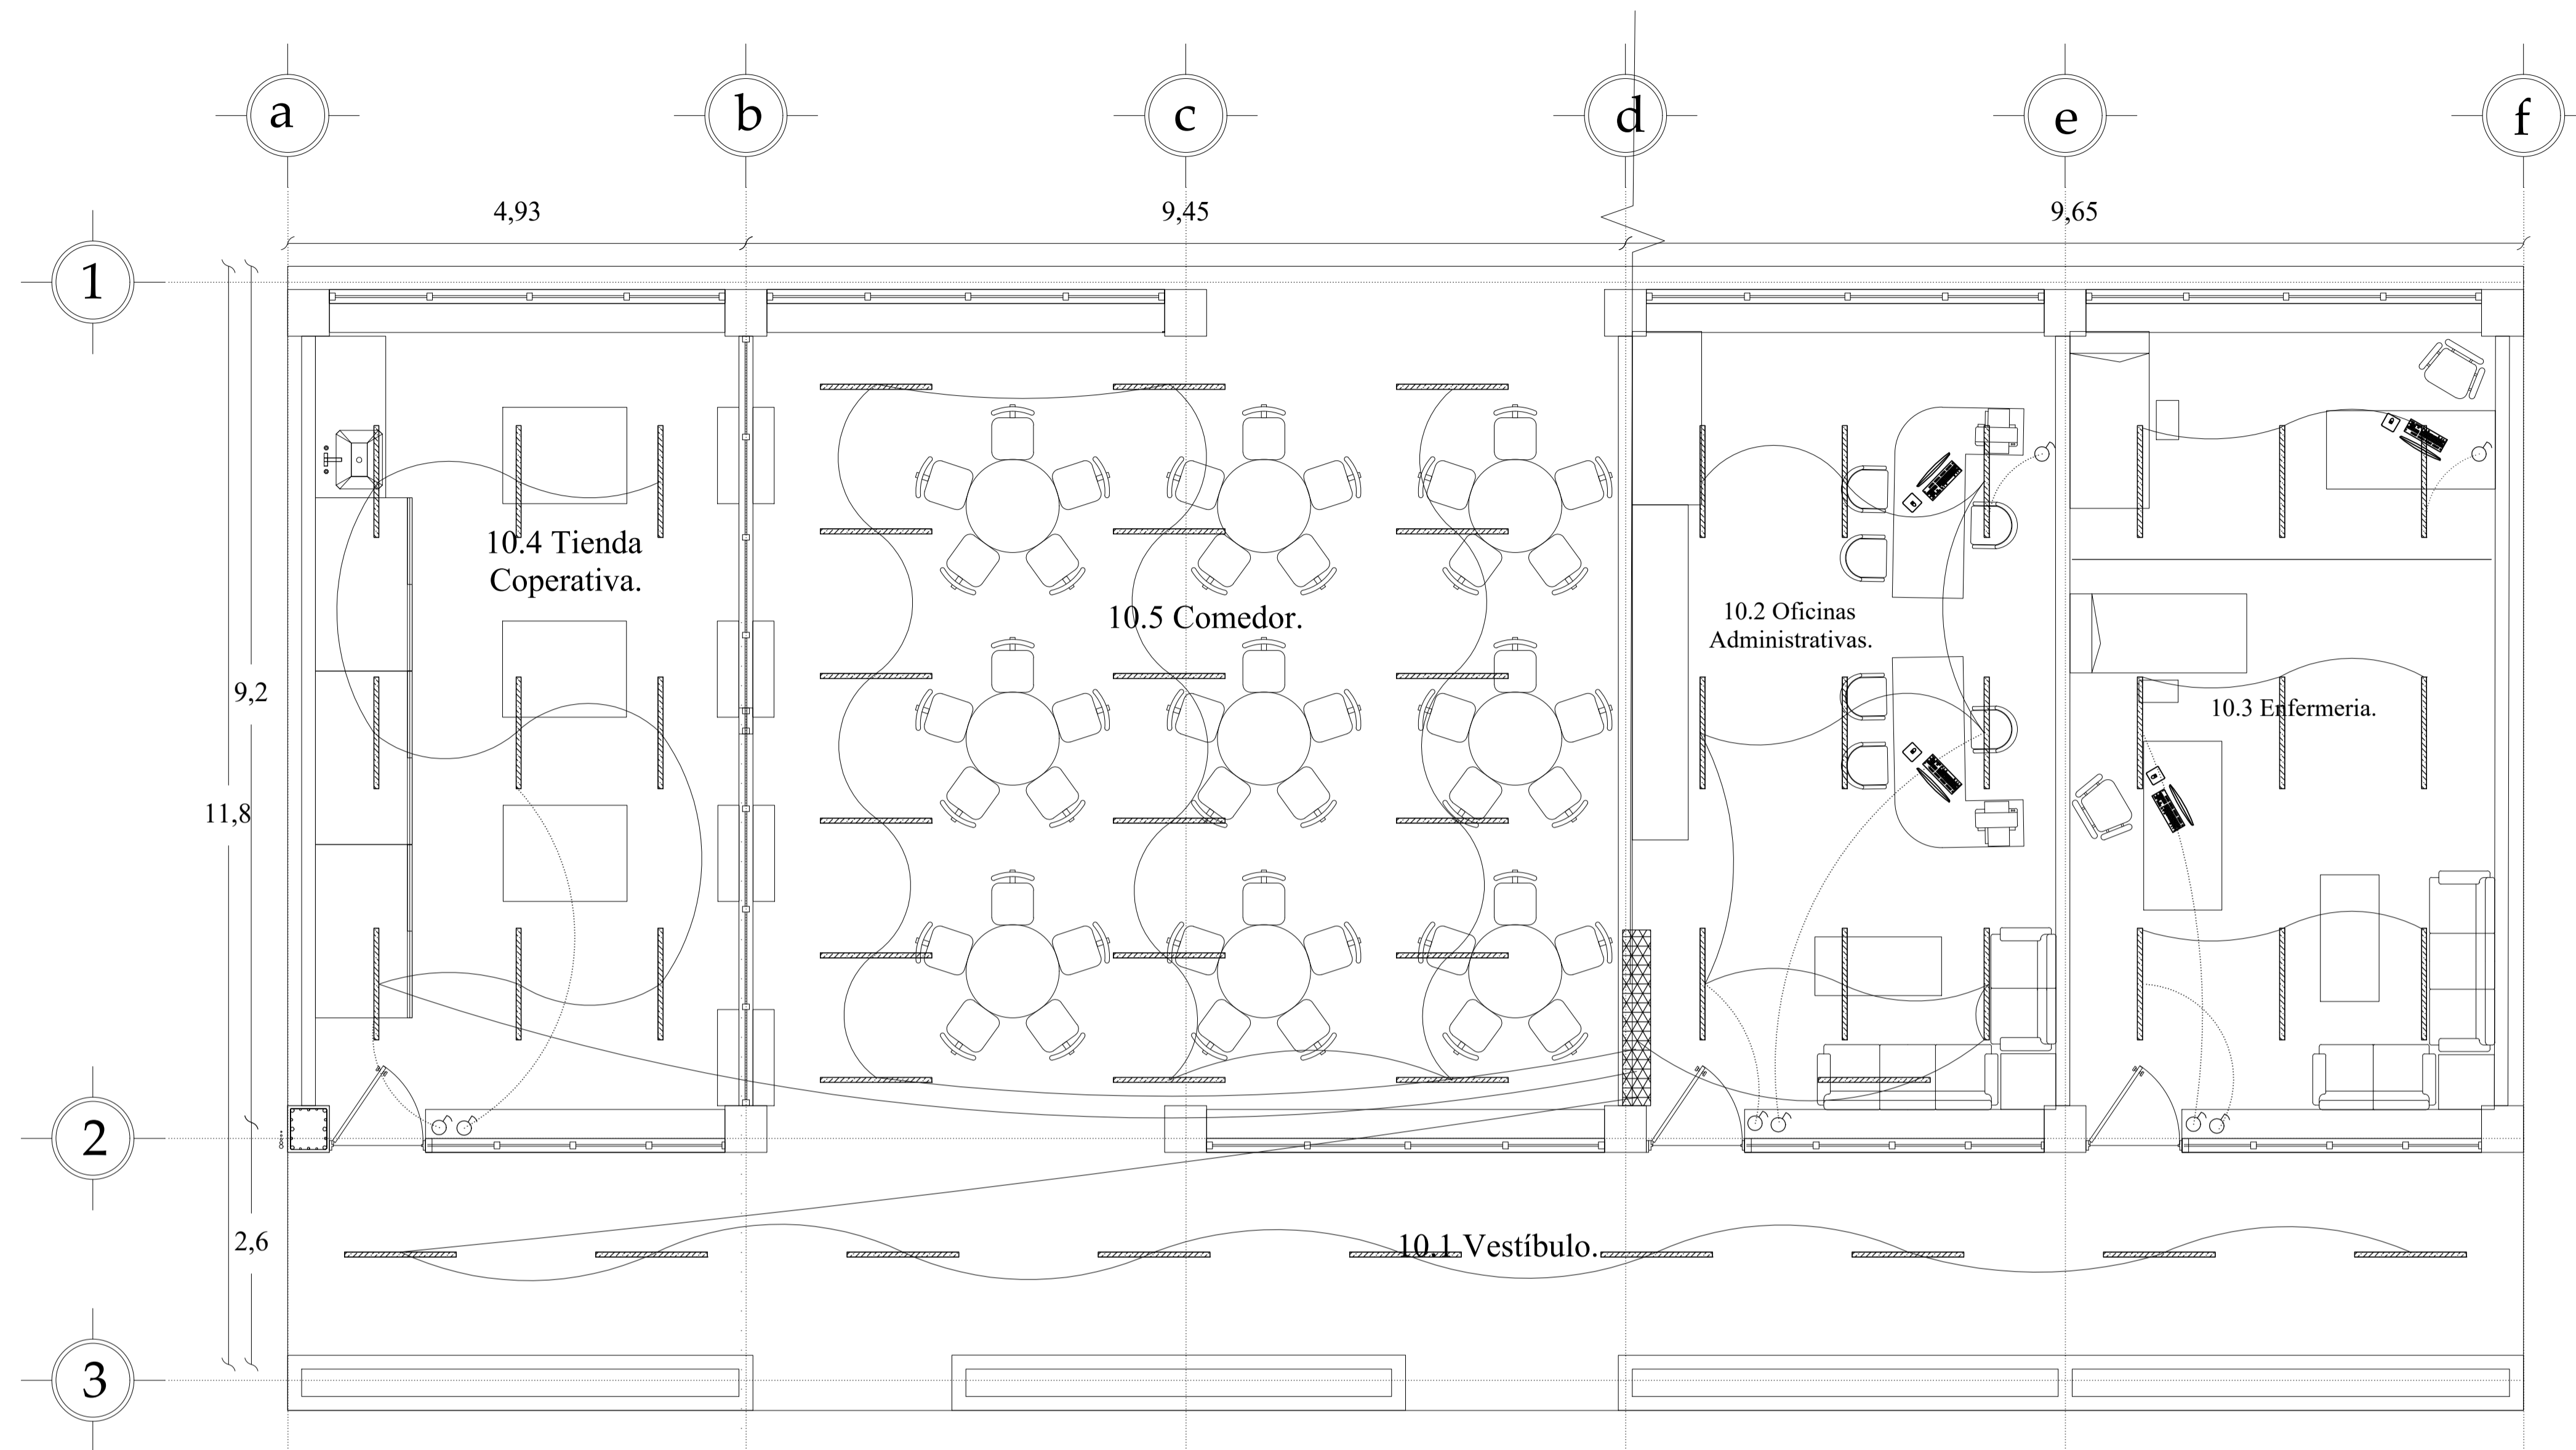 a
b
c
d
e
f
4,93
9,45
9,65
1
10.4 Tienda
Coperativa.
10.5 Comedor.
10.2 Oficinas
Administrativas.
9,2
10.3 Enfermeria.
11,8
2
2,6
10.1 Vestíbulo.
3